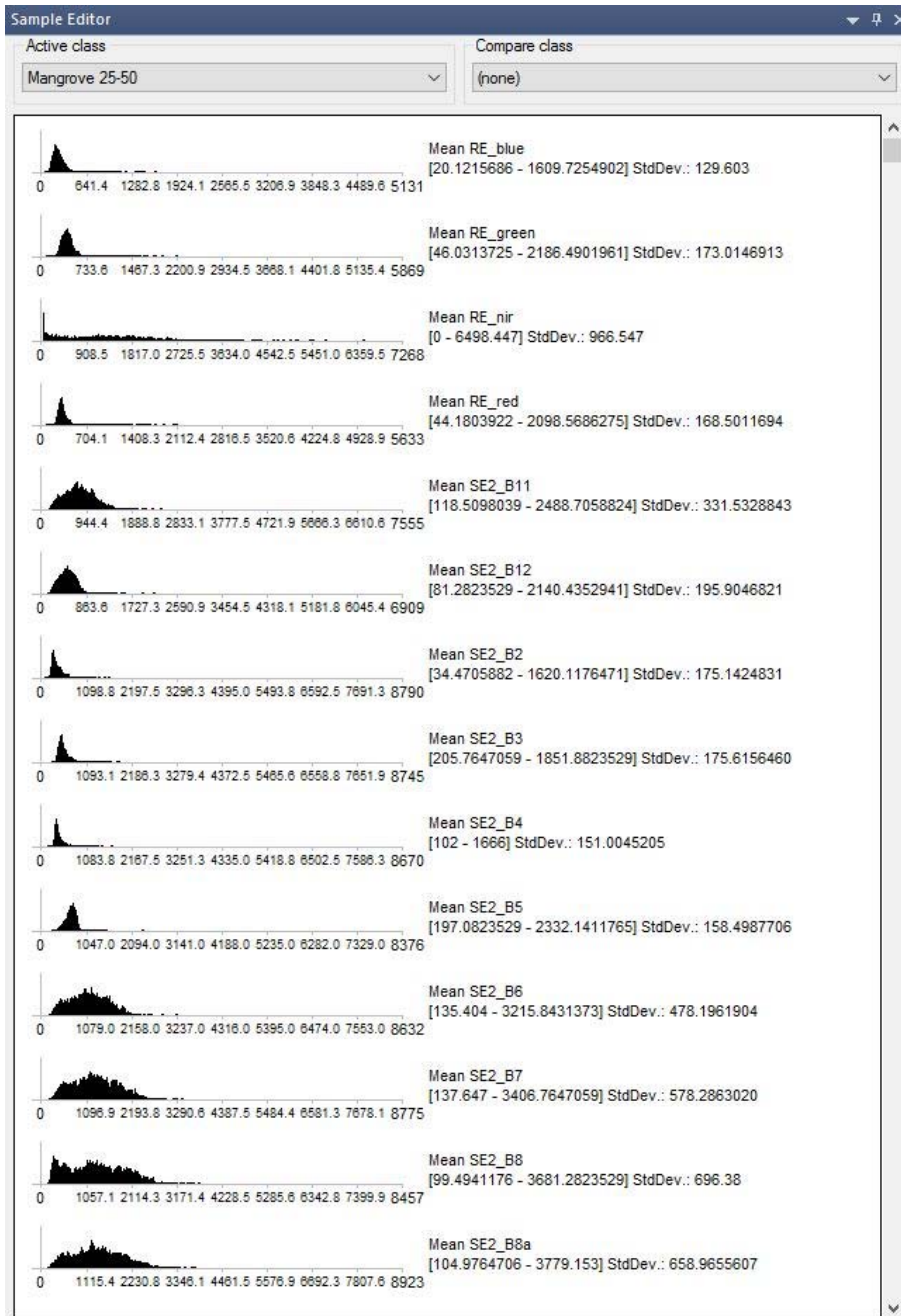 Sample Editor
Active class
Compare class
Mangrove 25-50
(none)
Mean RE_blue
[20.1215686 - 1609.7254902] StdDev.: 129.603
0 641.4 1282.8 1924.1 2565.5 3206.9 3848.3 4489.6 5131
Mean RE_green
[46.0313725 - 2186.4901961] StdDev.: 173.0146913
0 733.6 1467.3 2200.9 2934.5 3668.1 4401.8 5135.4 5869
Mean RE_nir
[0 - 6498.447] StdDev.: 966.547
0 908.5 1817.0 2725.5 3634.0 4542.5 5451.0 6359.5 7268
Mean RE_red
[44.1803922 - 2098.5686275] StdDev.: 168.5011694
0 704.1 1408.3 2112.4 2816.5 3520.6 4224.8 4928.9 5633
Mean SE2_B11
[118.5098039 - 2488.7058824] StdDev.: 331.5328843
0 944.4 1888.8 2833.1 3777.5 4721.9 5666.3 6610.6 7555
Mean SE2_B12
[81.2823529 - 2140.4352941] StdDev.: 195.9046821
0 863.6 1727.3 2590.9 3454.5 4318.1 5181.8 6045.4 6909
Mean SE2_B2
[34.4705882 - 1620.1176471] StdDev.: 175.1424831
0 1098.8 2197.5 3296.3 4395.0 5493.8 6592.5 7691.3 8790
Mean SE2_B3
[205.7647059 - 1851.8823529] StdDev.: 175.6156460
0 1093.1 2186.3 3279.4 4372.5 5465.6 6558.8 7651.9 8745
Mean SE2_B4
[102 - 1666] StdDev.: 151.0045205
0 1083.8 2167.5 3251.3 4335.0 5418.8 6502.5 7586.3 8670
Mean SE2_B5
[197.0823529 - 2332.1411765] StdDev.: 158.4987706
0 1047.0 2094.0 3141.0 4188.0 5235.0 6282.0 7329.0 8376
Mean SE2_B6
[135.404 - 3215.8431373] StdDev.: 478.1961904
0 1079.0 2158.0 3237.0 4316.0 5395.0 6474.0 7553.0 8632
Mean SE2_B7
[137.647 - 3406.7647059] StdDev.: 578.2863020
0 1096.9 2193.8 3290.6 4387.5 5484.4 6581.3 7678.1 8775
Mean SE2_B8
[99.4941176 - 3681.2823529] StdDev.: 696.38
0 1057.1 2114.3 3171.4 4228.5 5285.6 6342.8 7399.9 8457
Mean SE2_B8a
[104.9764706 - 3779.153] StdDev.: 658.9655607
0 1115.4 2230.8 3346.1 4461.5 5576.9 6692.3 7807.6 8923